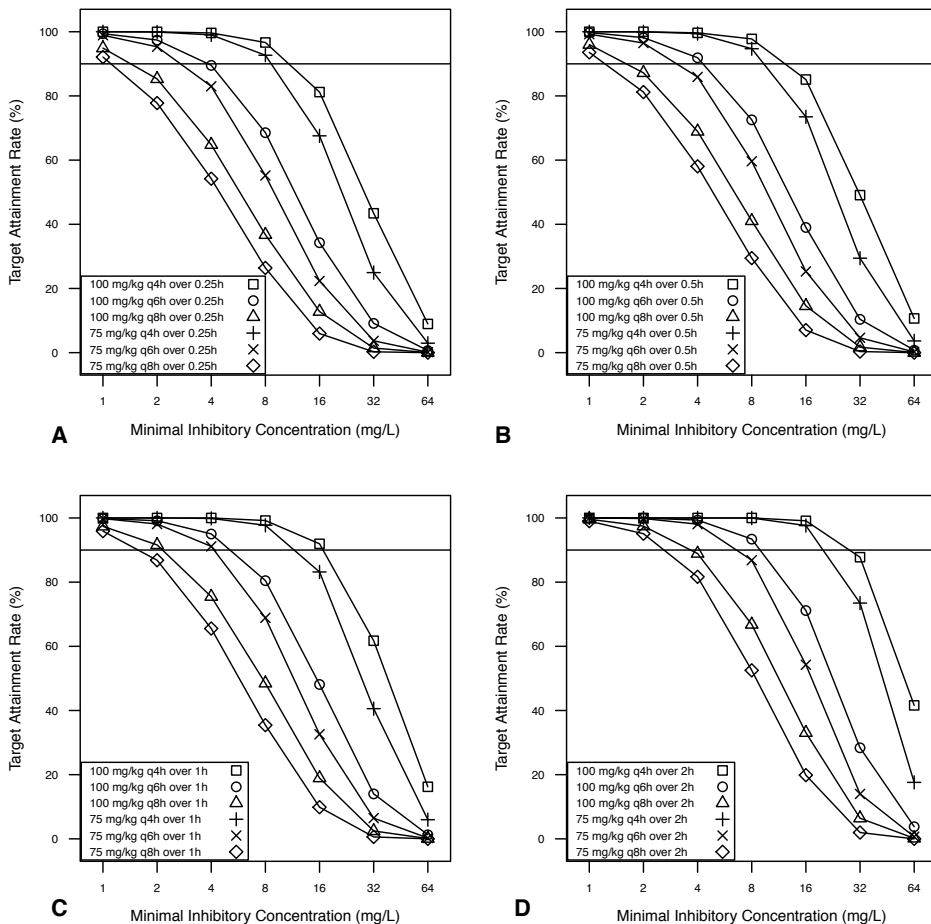 100
80
60
40
20
0
Target Attainment Rate (%)
100 mg/kg q4h over 0.25h
100 mg/kg q6h over 0.25h
100 mg/kg q8h over 0.25h
75 mg/kg q4h over 0.25h
75 mg/kg q6h over 0.25h
75 mg/kg q8h over 0.25h
1 2 4 8 16 32 64
A Minimal Inhibitory Concentration (mg/L)
100
80
60
40
20
0
Target Attainment Rate (%)
100 mg/kg q4h over 0.5h
100 mg/kg q6h over 0.5h
100 mg/kg q8h over 0.5h
75 mg/kg q4h over 0.5h
75 mg/kg q6h over 0.5h
75 mg/kg q8h over 0.5h
1 2 4 8 16 32 64
B Minimal Inhibitory Concentration (mg/L)
100
80
60
40
20
0
Target Attainment Rate (%)
100 mg/kg q4h over 1h
100 mg/kg q6h over 1h
100 mg/kg q8h over 1h
75 mg/kg q4h over 1h
75 mg/kg q6h over 1h
75 mg/kg q8h over 1h
1 2 4 8 16 32 64
C Minimal Inhibitory Concentration (mg/L)
100
80
60
40
20
0
Target Attainment Rate (%)
100 mg/kg q4h over 2h
100 mg/kg q6h over 2h
100 mg/kg q8h over 2h
75 mg/kg q4h over 2h
75 mg/kg q6h over 2h
75 mg/kg q8h over 2h
1 2 4 8 16 32 64
D Minimal Inhibitory Concentration (mg/L)